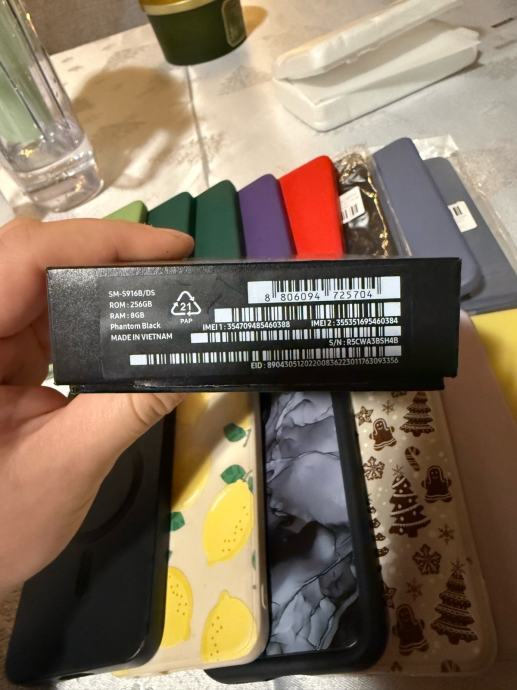 SM-S916B/DS
ROM : 256GB
RAM : 8GB
Phantom Black
MADE IN VIETNAM
21
PAP
8 806094 725704
IMEI 1 : 354709485460388
IMEI 2 : 355351695460384
S/N : R5CWA3BSH4B
EID : 89043051202200836223011763093356